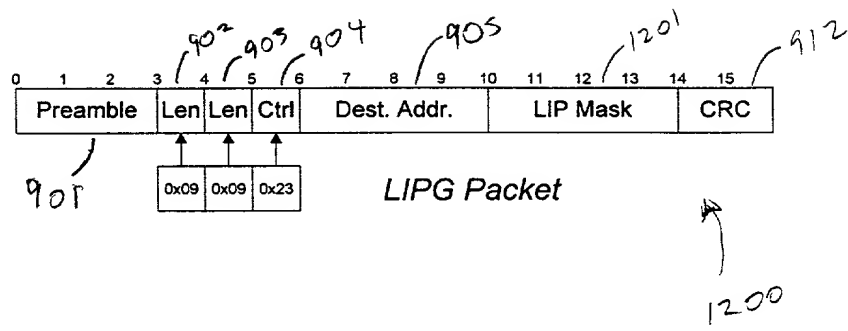 902 903 904 905 1201 912
0 1 2 3 4 5 6 7 8 9 10 11 12 13 14 15
Preamble Len Len Ctrl Dest. Addr. LIP Mask CRC
901
0x09 0x09 0x23 LIPG Packet
1200